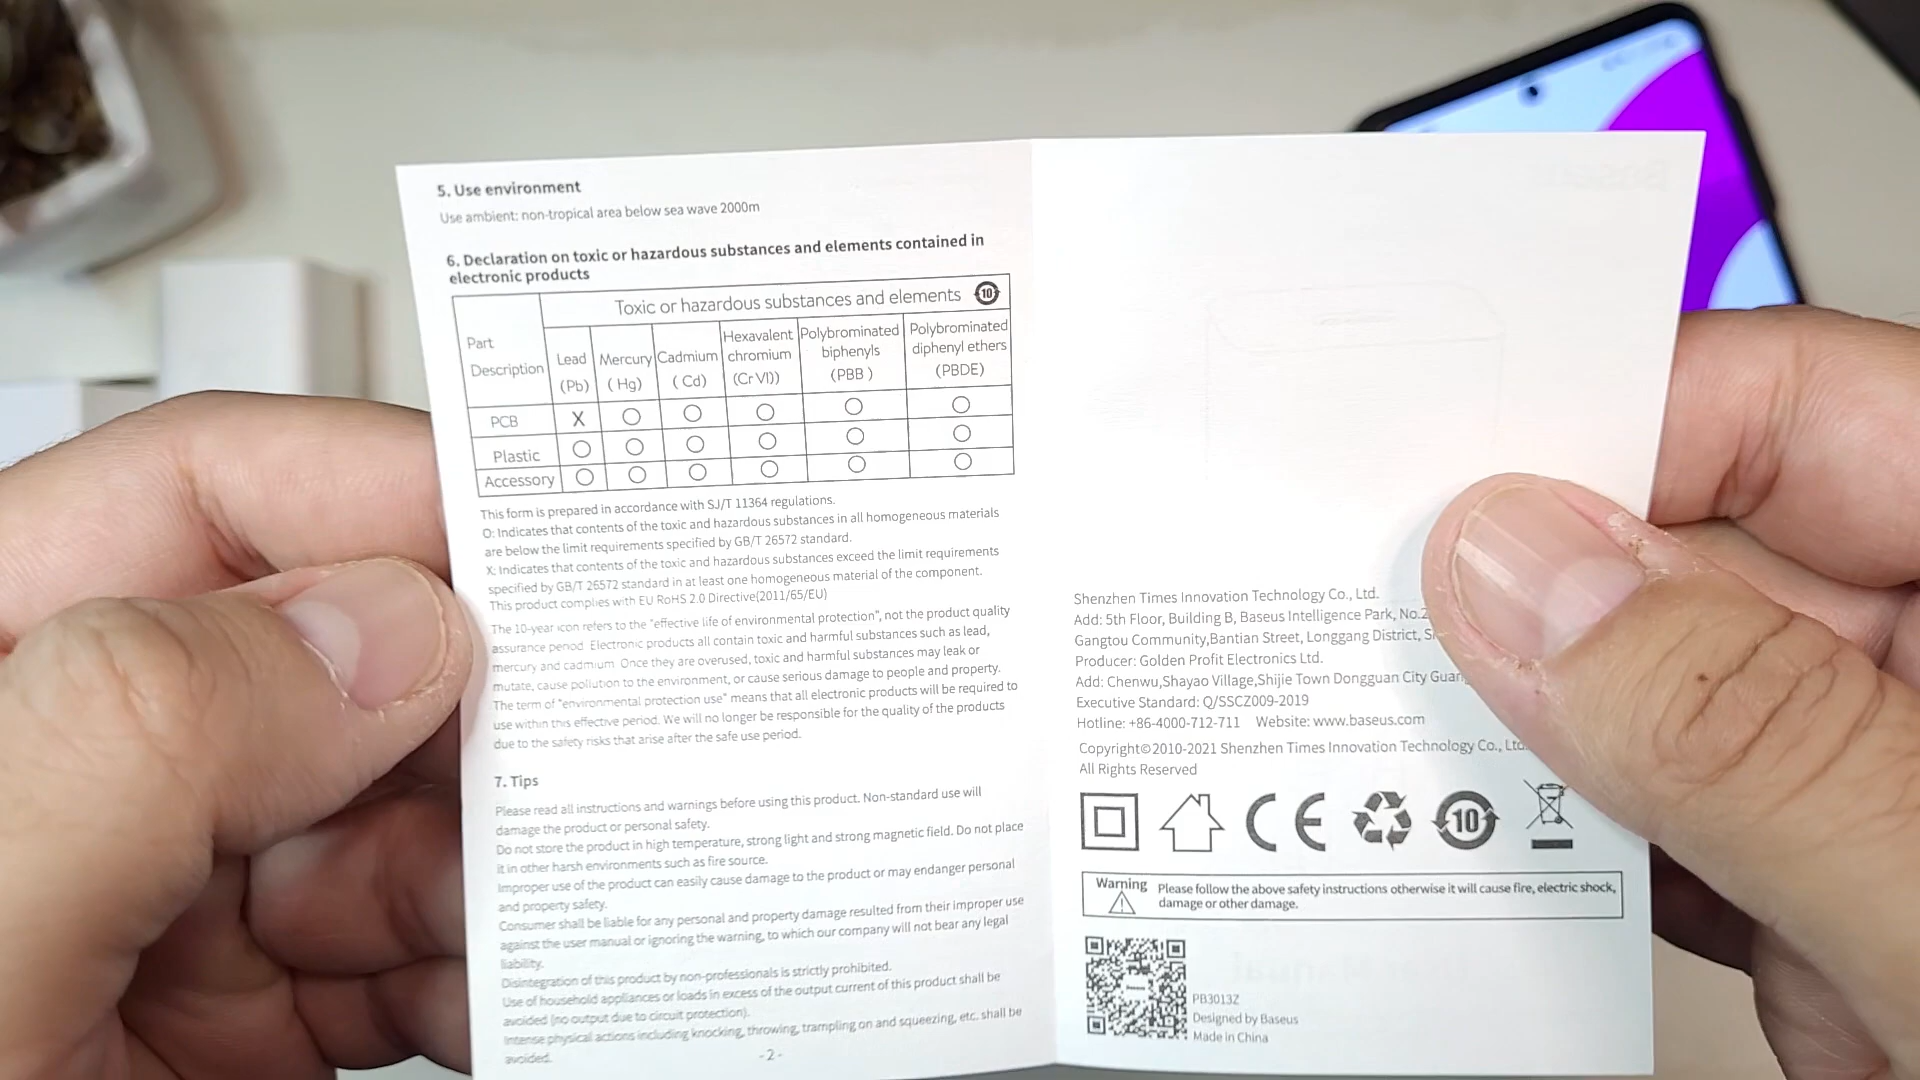 5. Use environment
Use ambient: non-tropical area below sea wave 2000m
6. Declaration on toxic or hazardous substances and elements contained in
electronic products
Toxic or hazardous substances and elements 10
Part
Description
Lead
(Pb)
Mercury
( Hg)
Cadmium
( Cd)
Hexavalent
chromium
(Cr VI))
Polybrominated
biphenyls
(PBB )
Polybrominated
diphenyl ethers
(PBDE)
PCB X O O O O O
Plastic O O O O O O
Accessory O O O O O O
This form is prepared in accordance with SJ/T 11364 regulations.
O: Indicates that contents of the toxic and hazardous substances in all homogeneous materials
are below the limit requirements specified by GB/T 26572 standard.
X: Indicates that contents of the toxic and hazardous substances exceed the limit requirements
specified by GB/T 26572 standard in at least one homogeneous material of the component.
This product complies with EU RoHS 2.0 Directive(2011/65/EU)
The 10-year icon refers to the "effective life of environmental protection", not the product quality
assurance period. Electronic products all contain toxic and harmful substances such as lead,
mercury and cadmium. Once they are overused, toxic and harmful substances may leak or
mutate, cause pollution to the environment, or cause serious damage to people and property.
The term of "environmental protection use" means that all electronic products will be required to
use within this effective period. We will no longer be responsible for the quality of the products
due to the safety risks that arise after the safe use period.
7. Tips
Please read all instructions and warnings before using this product. Non-standard use will
damage the product or personal safety.
Do not store the product in high temperature, strong light and strong magnetic field. Do not place
it in other harsh environments such as fire source.
Improper use of the product can easily cause damage to the product or may endanger personal
and property safety.
Consumer shall be liable for any personal and property damage resulted from their improper use
against the user manual or ignoring the warning, to which our company will not bear any legal
liability.
Disintegration of this product by non-professionals is strictly prohibited.
Use of household appliances or loads in excess of the output current of this product shall be
avoided (no output due to circuit protection).
Intense physical actions including knocking, throwing, trampling on and squeezing, etc. shall be
avoided.
-2-
Shenzhen Times Innovation Technology Co., Ltd.
Add: 5th Floor, Building B, Baseus Intelligence Park, No.2
Gangtou Community,Bantian Street, Longgang District,
Producer: Golden Profit Electronics Ltd.
Add: Chenwu,Shayao Village,Shijie Town Dongguan City
Executive Standard: Q/SSCZ009-2019
Hotline: +86-4000-712-711 Website: www.baseus.com
Copyright©2010-2021 Shenzhen Times Innovation Technology Co., Ltd.
All Rights Reserved
CE 10
Warning Please follow the above safety instructions otherwise it will cause fire, electric shock,
damage or other damage.
PB3013Z
Designed by Baseus
Made in China